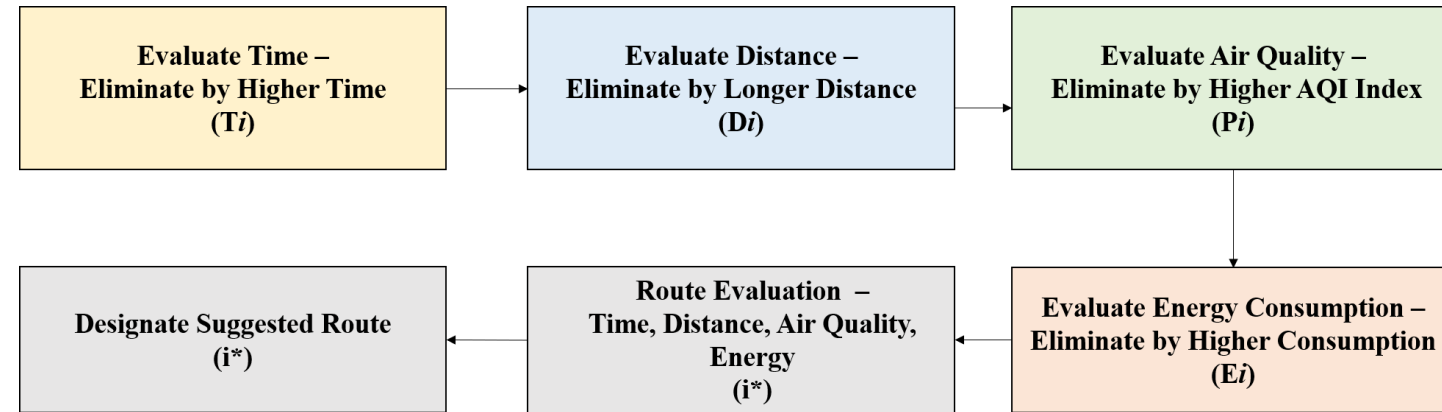 Evaluate Time –
Eliminate by Higher Time
(Ti)
Evaluate Distance –
Eliminate by Longer Distance
(Di)
Evaluate Air Quality –
Eliminate by Higher AQI Index
(Pi)
Evaluate Energy Consumption –
Eliminate by Higher Consumption
(Ei)
Route Evaluation –
Time, Distance, Air Quality,
Energy
(i*)
Designate Suggested Route
(i*)